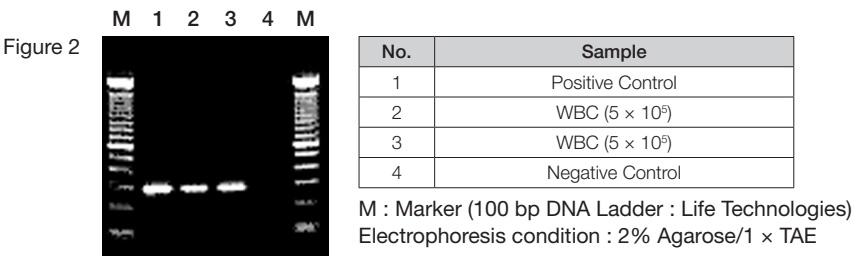 M 1 2 3 4 M
Figure 2
No. Sample
1 Positive Control
2 WBC (5 × 10⁵)
3 WBC (5 × 10⁵)
4 Negative Control
M : Marker (100 bp DNA Ladder : Life Technologies)
Electrophoresis condition : 2% Agarose/1 × TAE